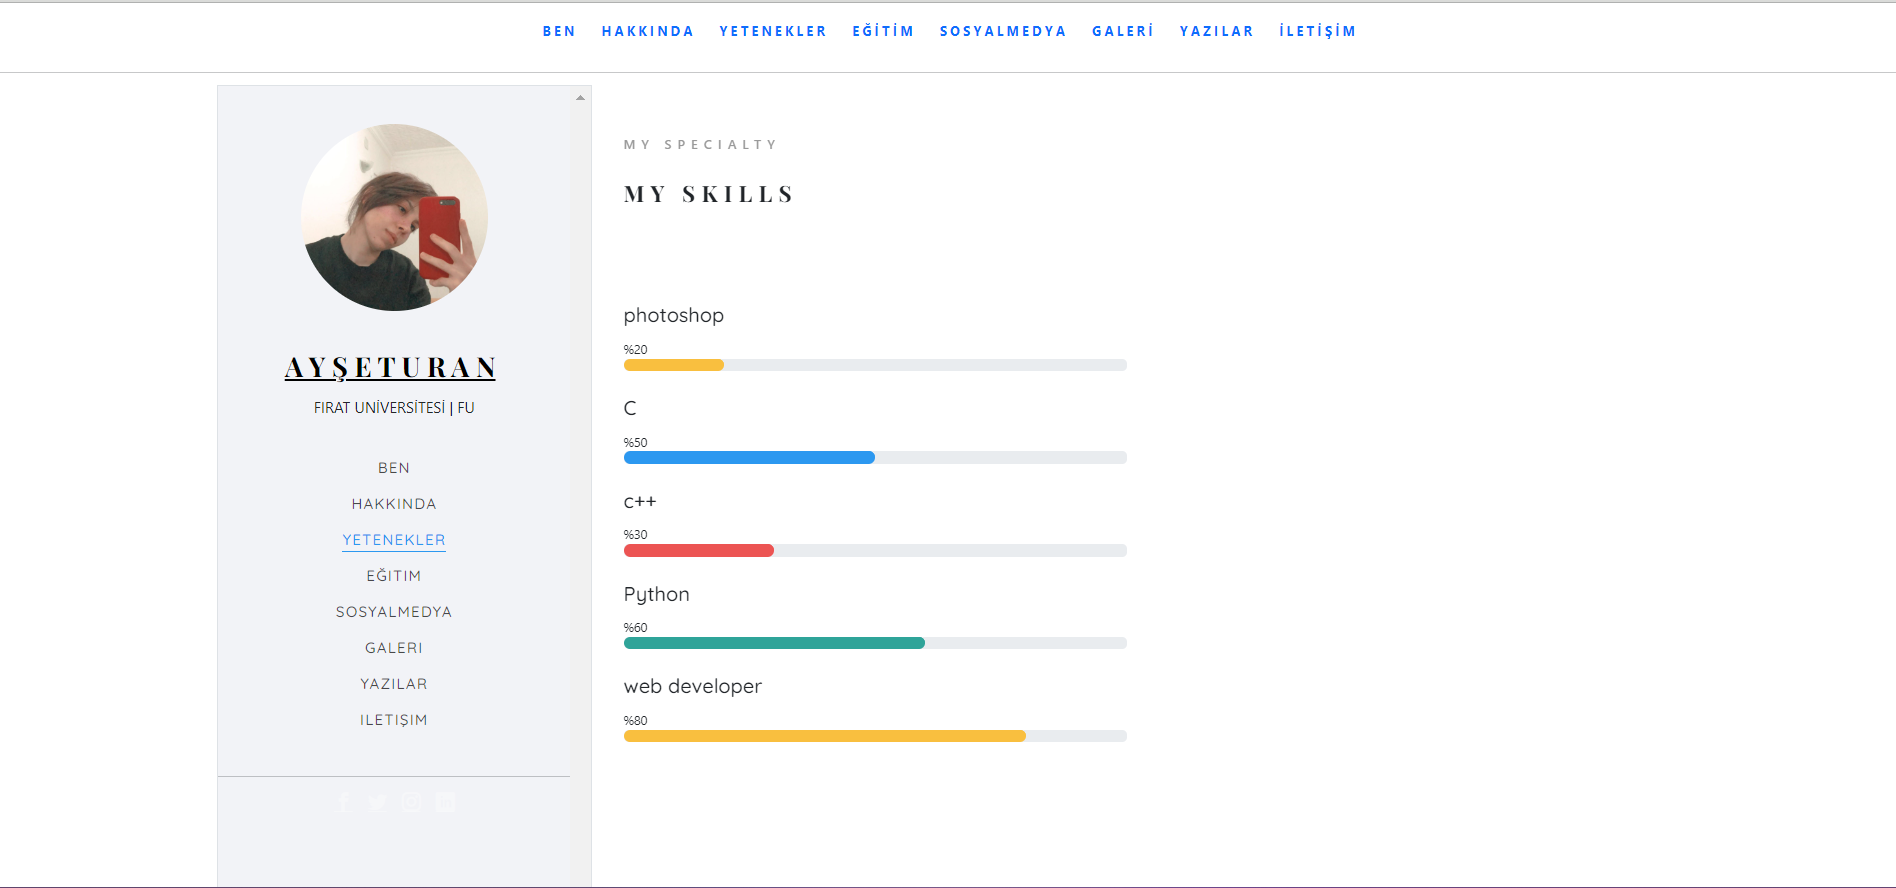 BEN HAKKINDA YETENEKLER EĞİTİM SOSYALMEDYA GALERİ YAZILAR İLETİŞİM
AYŞETURAN
FIRAT UNİVERSİTESİ | FU
BEN
HAKKINDA
YETENEKLER
EĞITIM
SOSYALMEDYA
GALERI
YAZILAR
ILETIŞIM
MY SPECIALTY
MY SKILLS
photoshop
%20
C
%50
c++
%30
Python
%60
web developer
%80